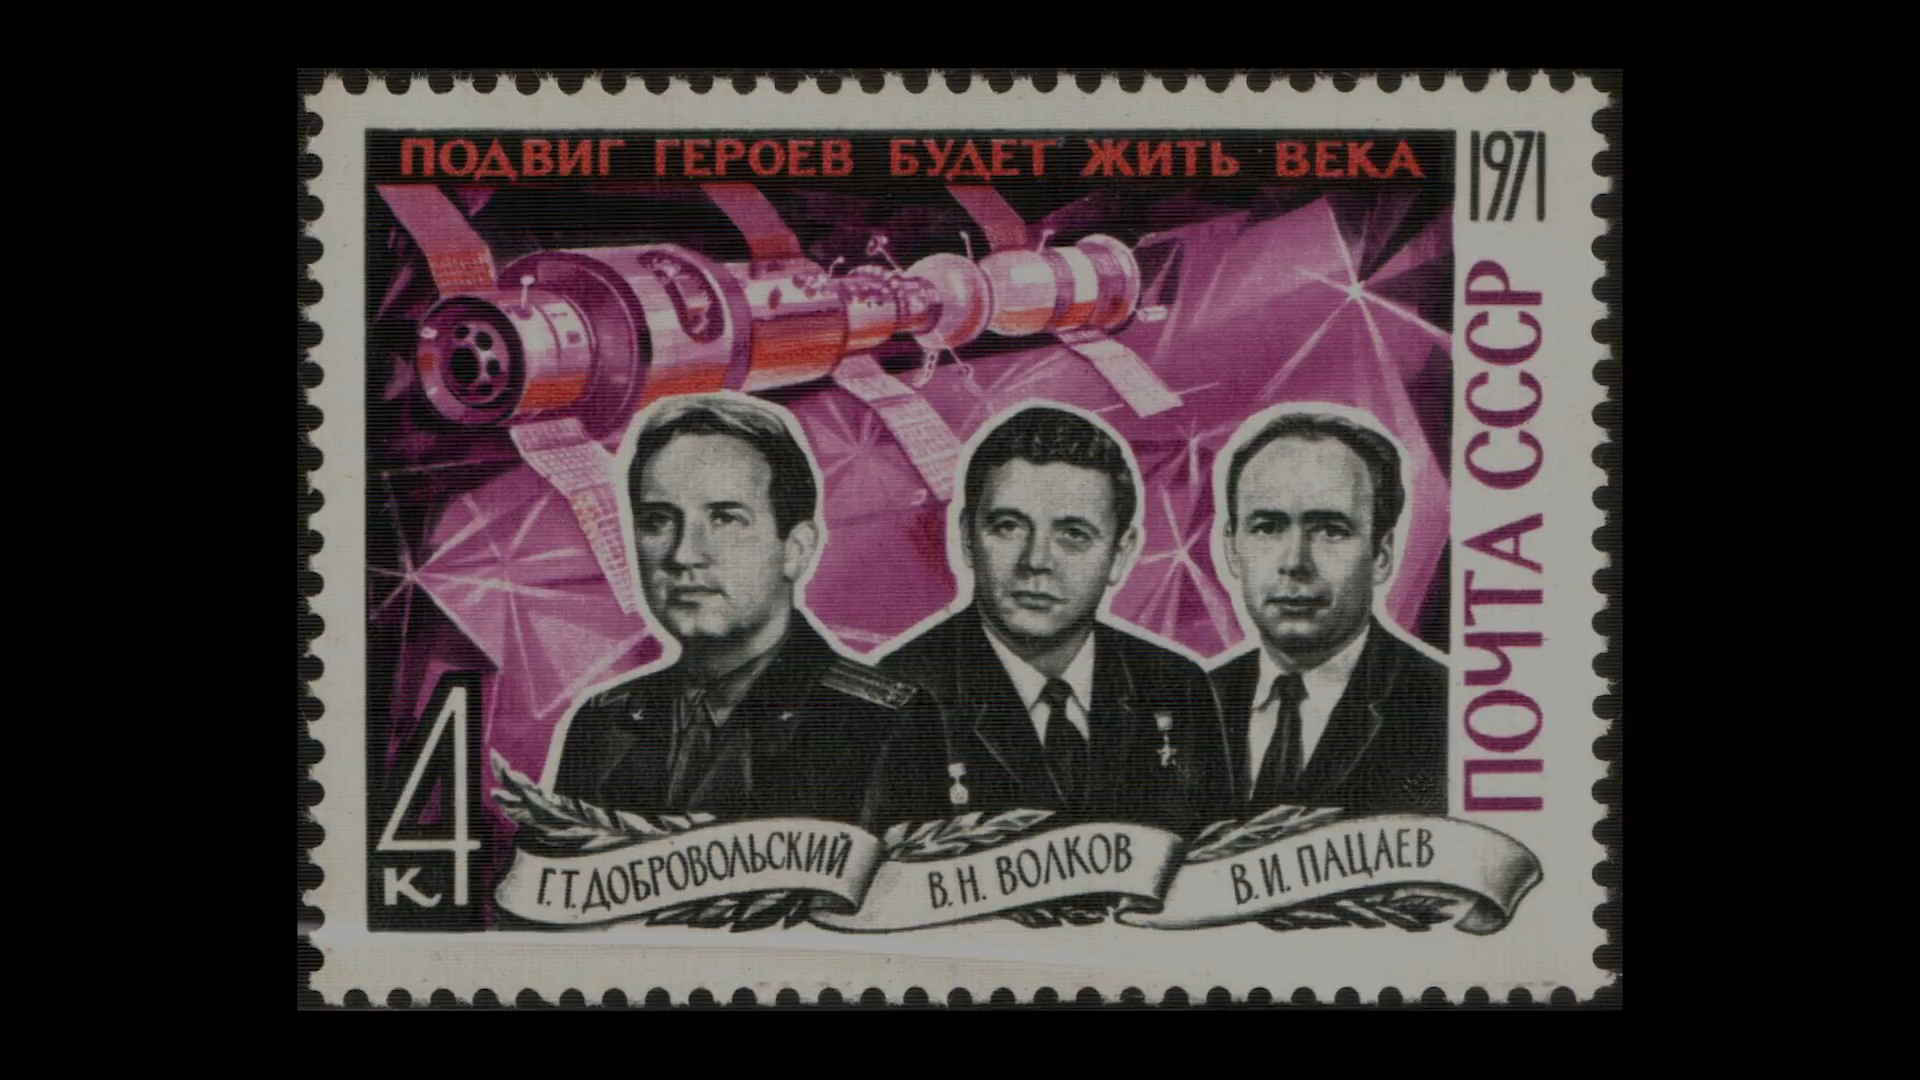 ПОДВИГ ГЕРОЕВ БУДЕТ ЖИТЬ ВЕКА
1971
ПОЧТА СССР
4
к
Г.Т.ДОБРОВОЛЬСКИЙ
В.Н. ВОЛКОВ
В.И. ПАЦАЕВ